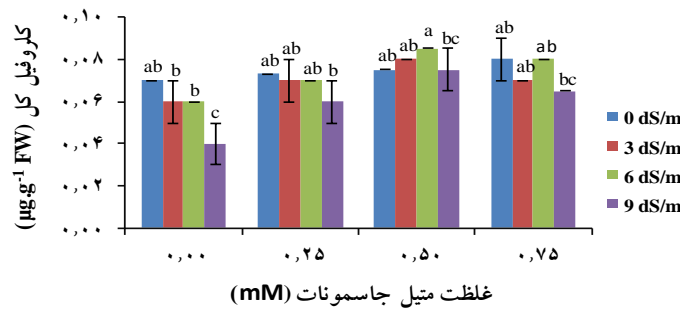 کلروفیل کل
(µg.g-1 FW)
۰,۱۰
۰,۰۸
۰,۰۶
۰,۰۴
۰,۰۲
۰,۰۰
ab b b c
ab ab ab b
ab ab a bc
ab ab ab bc
۰,۰۰ ۰,۲۵ ۰,۵۰ ۰,۷۵
غلظت متیل جاسمونات (mM)
0 dS/m
3 dS/m
6 dS/m
9 dS/m